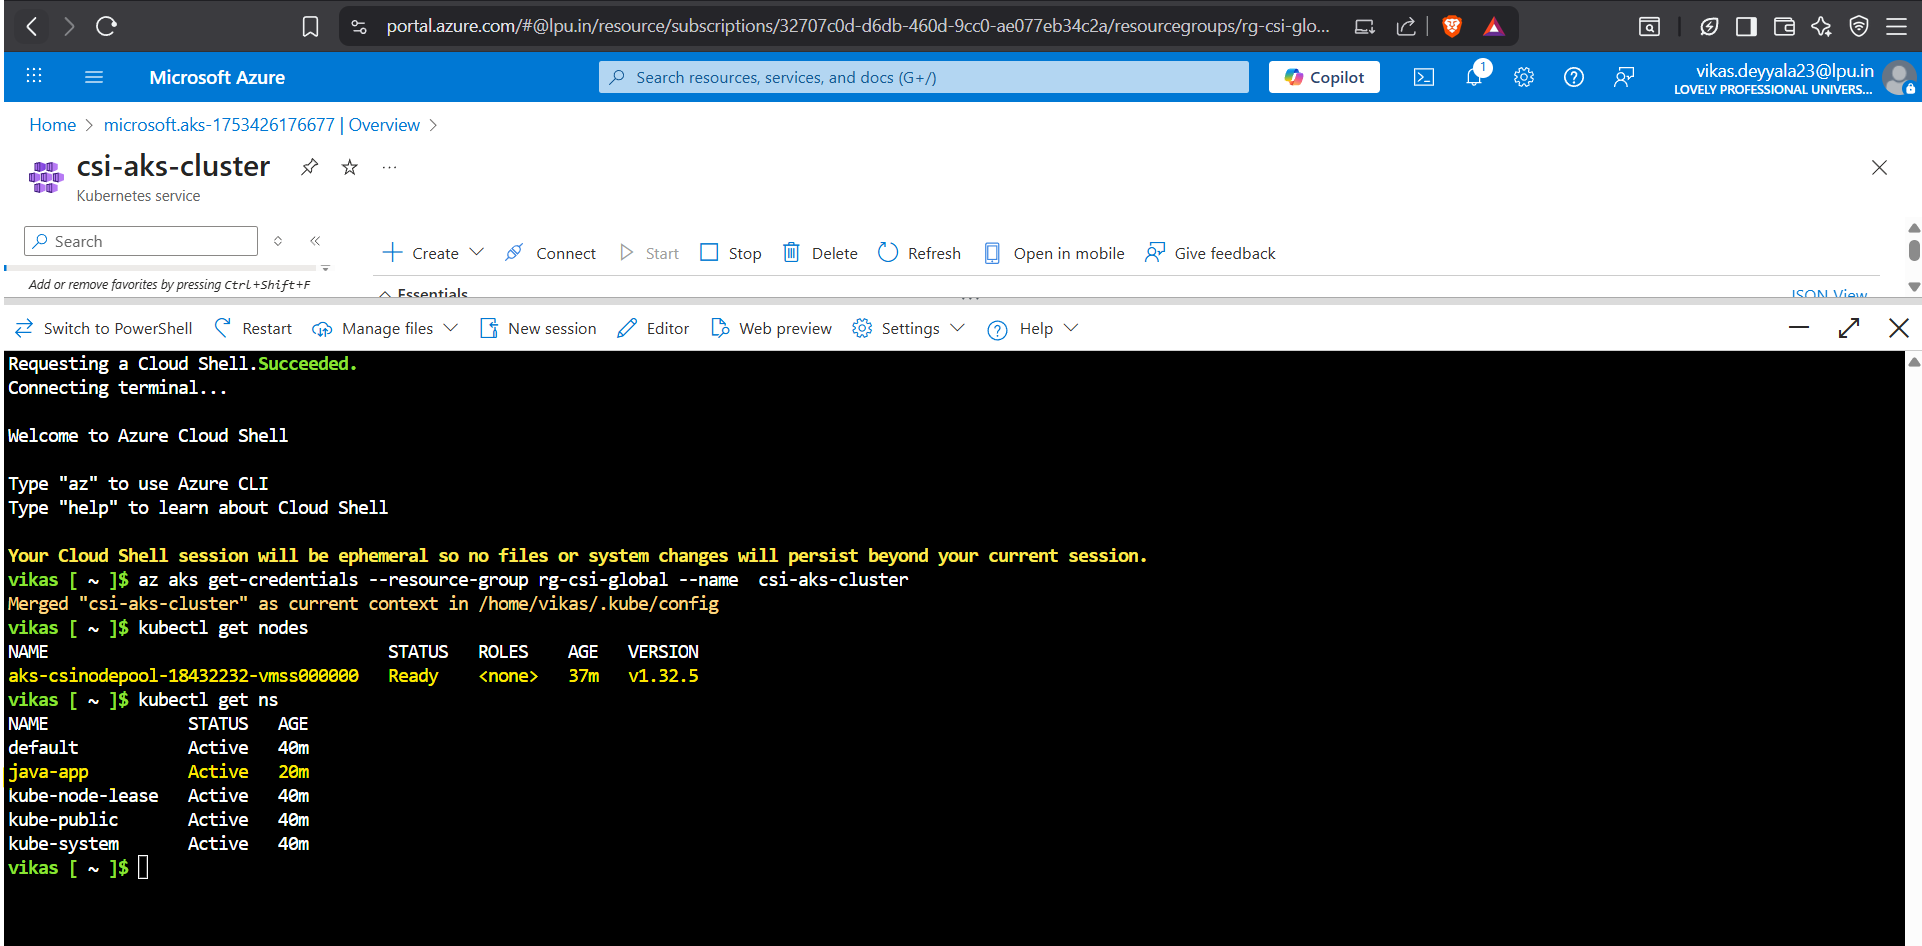 portal.azure.com/#@lpu.in/resource/subscriptions/32707c0d-d6db-460d-9cc0-ae077eb34c2a/resourcegroups/rg-csi-glo...
Microsoft Azure
Search resources, services, and docs (G+/)
Copilot
1
vikas.deyyala23@lpu.in
LOVELY PROFESSIONAL UNIVERS...
Home > microsoft.aks-1753426176677 | Overview >
csi-aks-cluster
...
Kubernetes service
Search
Create
Connect
Start
Stop
Delete
Refresh
Open in mobile
Give feedback
Add or remove favorites by pressing Ctrl+Shift+F
Essentials
JSON View
Switch to PowerShell
Restart
Manage files
New session
Editor
Web preview
Settings
Help
Requesting a Cloud Shell.Succeeded.
Connecting terminal...
Welcome to Azure Cloud Shell
Type "az" to use Azure CLI
Type "help" to learn about Cloud Shell
Your Cloud Shell session will be ephemeral so no files or system changes will persist beyond your current session.
vikas [ ~ ]$ az aks get-credentials --resource-group rg-csi-global --name  csi-aks-cluster
Merged "csi-aks-cluster" as current context in /home/vikas/.kube/config
vikas [ ~ ]$ kubectl get nodes
NAME                                  STATUS   ROLES    AGE   VERSION
aks-csinodepool-18432232-vmss000000   Ready    <none>   37m   v1.32.5
vikas [ ~ ]$ kubectl get ns
NAME              STATUS   AGE
default           Active   40m
java-app          Active   20m
kube-node-lease   Active   40m
kube-public       Active   40m
kube-system       Active   40m
vikas [ ~ ]$